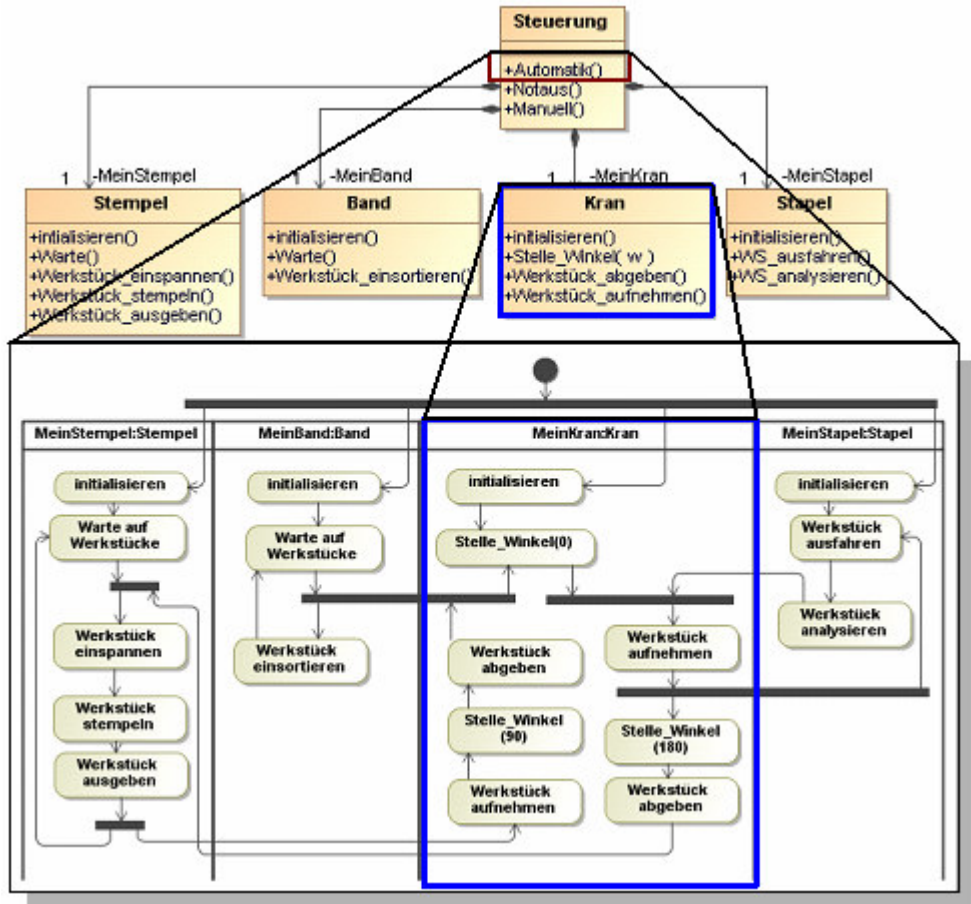 Steuerung
+Automatik()
+Notaus()
+Manuell()
1 -MeinStempel
1 -MeinBand
1 -MeinKran
1 -MeinStapel
Stempel
+intialisieren()
+Warte()
+Werkstück_einspannen()
+Werkstück_stempeln()
+Werkstück_ausgeben()
Band
+initialisieren()
+Warte()
+Werkstück_einsortieren()
Kran
+initialisieren()
+Stelle_Winkel( w )
+Werkstück_abgeben()
+Werkstück_aufnehmen()
Stapel
+initialisieren()
+WS_ausfahren()
+WS_analysieren()
MeinStempel:Stempel
initialisieren
Warte auf
Werkstücke
Werkstück
einspannen
Werkstück
stempeln
Werkstück
ausgeben
MeinBand:Band
initialisieren
Warte auf
Werkstücke
Werkstück
einsortieren
MeinKran:Kran
initialisieren
Stelle_Winkel(0)
Werkstück
abgeben
Stelle_Winkel
(90)
Werkstück
aufnehmen
Werkstück
aufnehmen
Stelle_Winkel
(180)
Werkstück
abgeben
MeinStapel:Stapel
initialisieren
Werkstück
ausfahren
Werkstück
analysieren